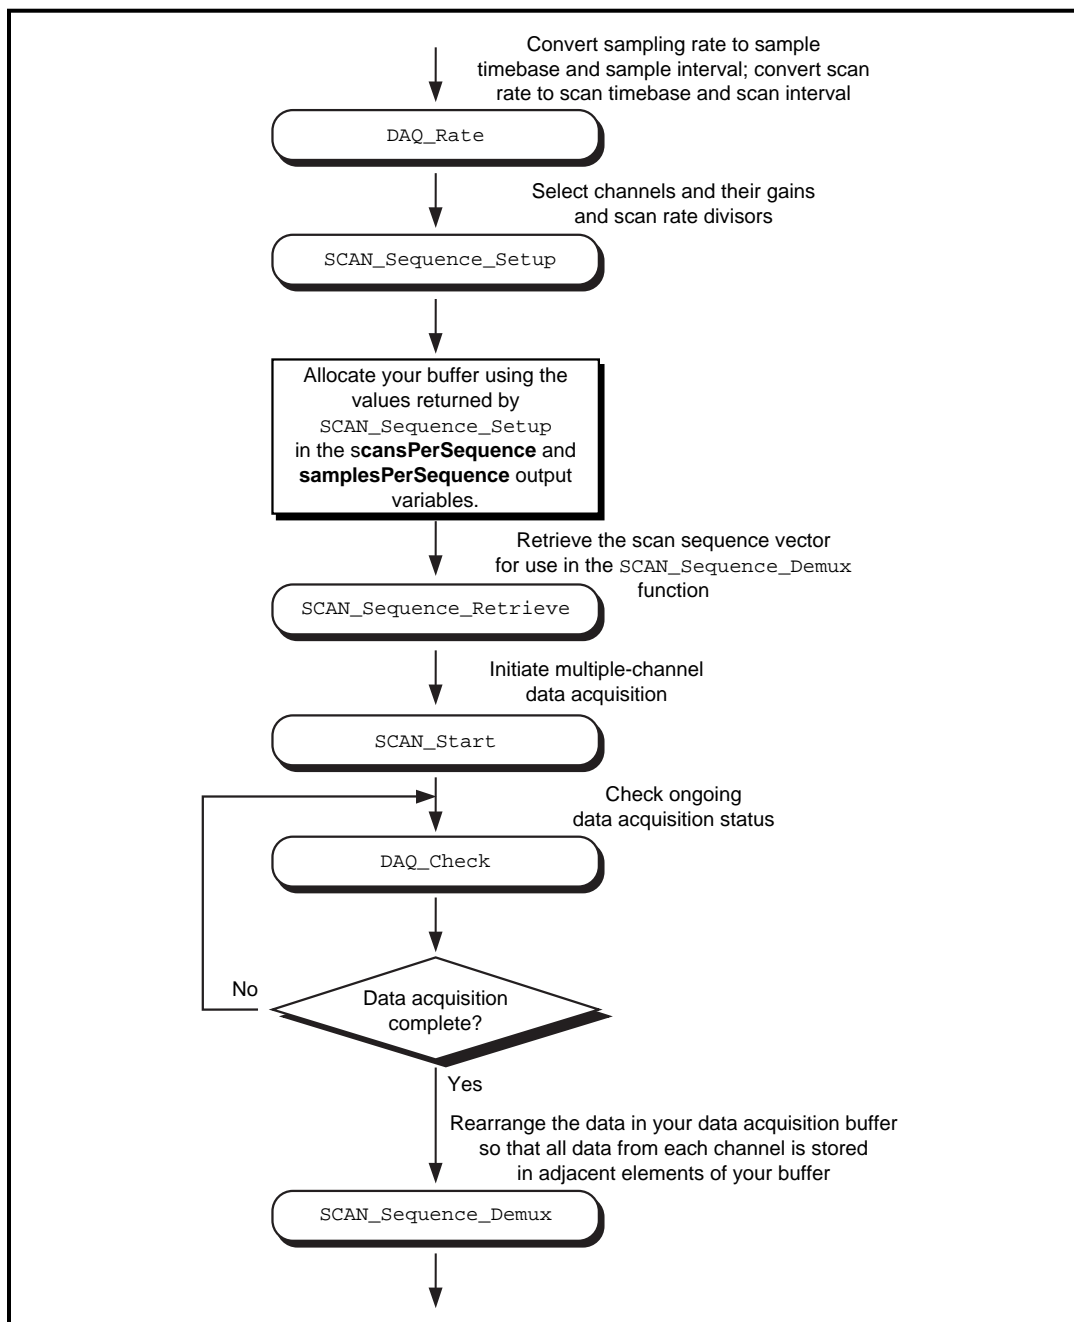 Convert sampling rate to sample
timebase and sample interval; convert scan
rate to scan timebase and scan interval
DAQ_Rate
Select channels and their gains
and scan rate divisors
SCAN_Sequence_Setup
Allocate your buffer using the
values returned by
SCAN_Sequence_Setup
in the scansPerSequence and
samplesPerSequence output
variables.
Retrieve the scan sequence vector
for use in the SCAN_Sequence_Demux
function
SCAN_Sequence_Retrieve
Initiate multiple-channel
data acquisition
SCAN_Start
Check ongoing
data acquisition status
DAQ_Check
No
Data acquisition
complete?
Yes
Rearrange the data in your data acquisition buffer
so that all data from each channel is stored
in adjacent elements of your buffer
SCAN_Sequence_Demux